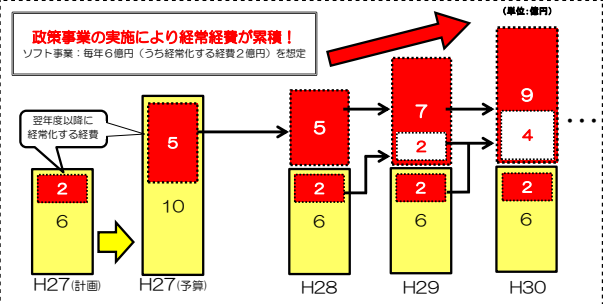 (単位:億円)
政策事業の実施により経常経費が累積！
ソフト事業：毎年６億円（うち経常化する経費２億円）を想定
翌年度以降に
経常化する経費
2
6
H27(計画)
5
10
H27(予算)
5
2
6
H28
7
2
2
6
H29
9
4
2
6
H30
････